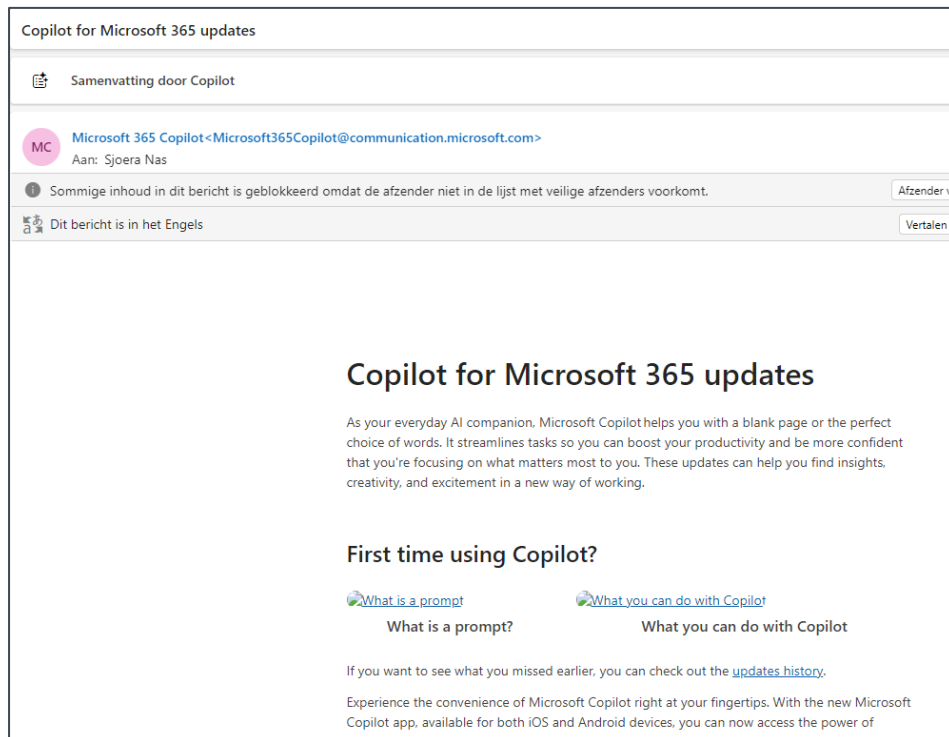 Copilot for Microsoft 365 updates
Samenvatting door Copilot
MC
Microsoft 365 Copilot<Microsoft365Copilot@communication.microsoft.com>
Aan: Sjoera Nas
Sommige inhoud in dit bericht is geblokkeerd omdat de afzender niet in de lijst met veilige afzenders voorkomt.
Afzender
Dit bericht is in het Engels
Vertalen
Copilot for Microsoft 365 updates
As your everyday AI companion, Microsoft Copilot helps you with a blank page or the perfect
choice of words. It streamlines tasks so you can boost your productivity and be more confident
that you're focusing on what matters most to you. These updates can help you find insights,
creativity, and excitement in a new way of working.
First time using Copilot?
What is a prompt What you can do with Copilot
What is a prompt? What you can do with Copilot
If you want to see what you missed earlier, you can check out the updates history.
Experience the convenience of Microsoft Copilot right at your fingertips. With the new Microsoft
Copilot app, available for both iOS and Android devices, you can now access the power of